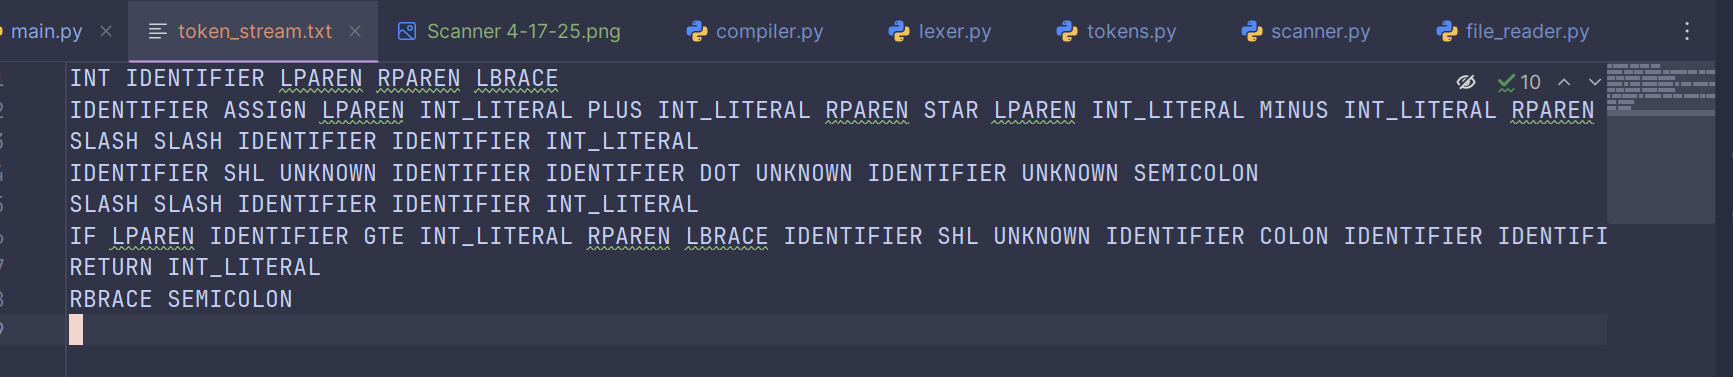 main.py token_stream.txt Scanner 4-17-25.png compiler.py lexer.py tokens.py scanner.py file_reader.py
INT IDENTIFIER LPAREN RPAREN LBRACE
10
IDENTIFIER ASSIGN LPAREN INT_LITERAL PLUS INT_LITERAL RPAREN STAR LPAREN INT_LITERAL MINUS INT_LITERAL RPAREN
SLASH SLASH IDENTIFIER IDENTIFIER INT_LITERAL
IDENTIFIER SHL UNKNOWN IDENTIFIER IDENTIFIER DOT UNKNOWN IDENTIFIER UNKNOWN SEMICOLON
SLASH SLASH IDENTIFIER IDENTIFIER INT_LITERAL
IF LPAREN IDENTIFIER GTE INT_LITERAL RPAREN LBRACE IDENTIFIER SHL UNKNOWN IDENTIFIER COLON IDENTIFIER IDENTIFI
RETURN INT_LITERAL
RBRACE SEMICOLON